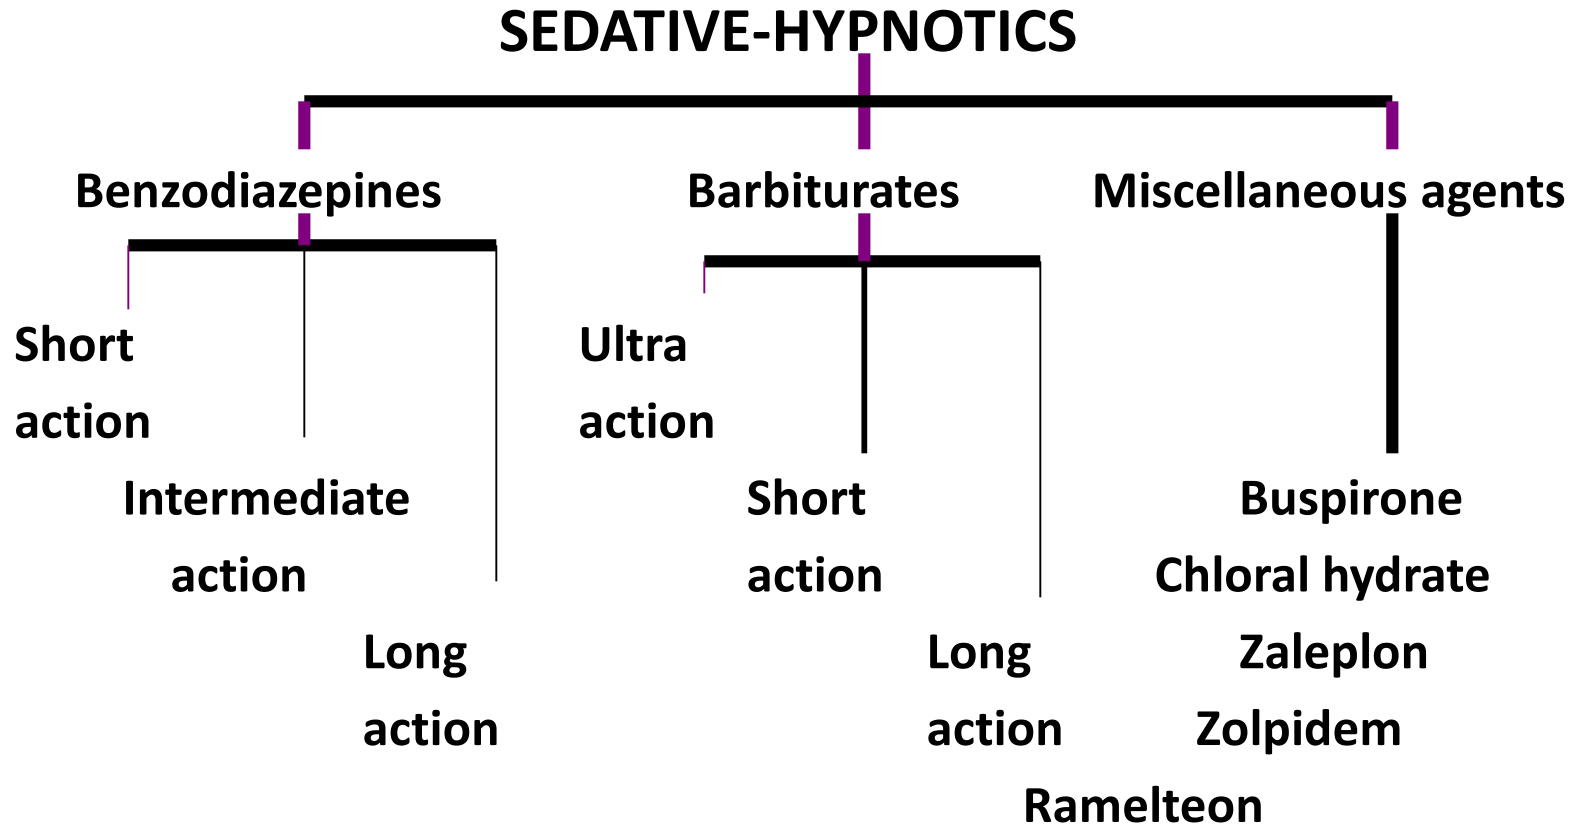 SEDATIVE-HYPNOTICS
Benzodiazepines
Barbiturates
Miscellaneous agents
Short
action
Intermediate
action
Long
action
Ultra
action
Short
action
Long
action
Buspirone
Chloral hydrate
Zaleplon
Zolpidem
Ramelteon